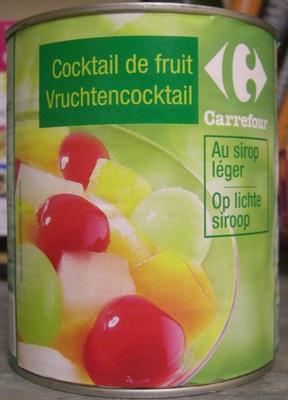 Cocktail de fruit
Vruchtencocktail
Carrefour
Au sirop
léger
Op lichte
siroop